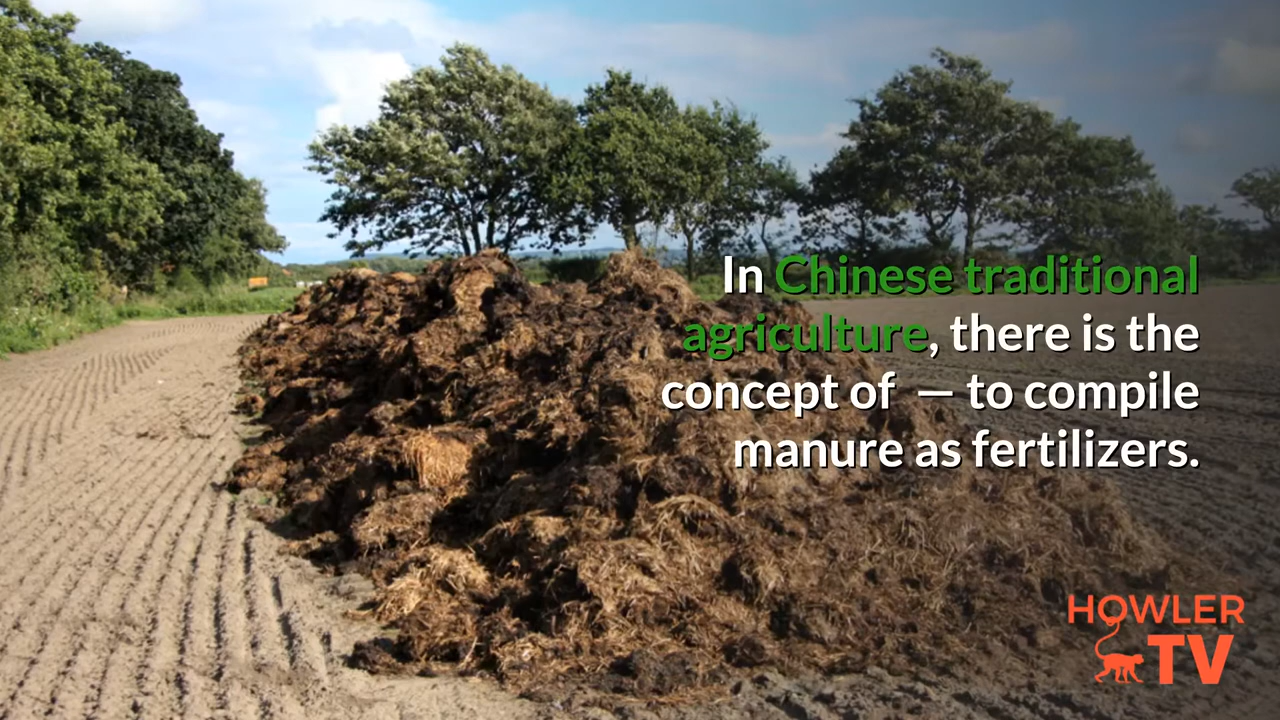 In Chinese traditional
agriculture, there is the
concept of — to compile
manure as fertilizers.
HOWLER
TV